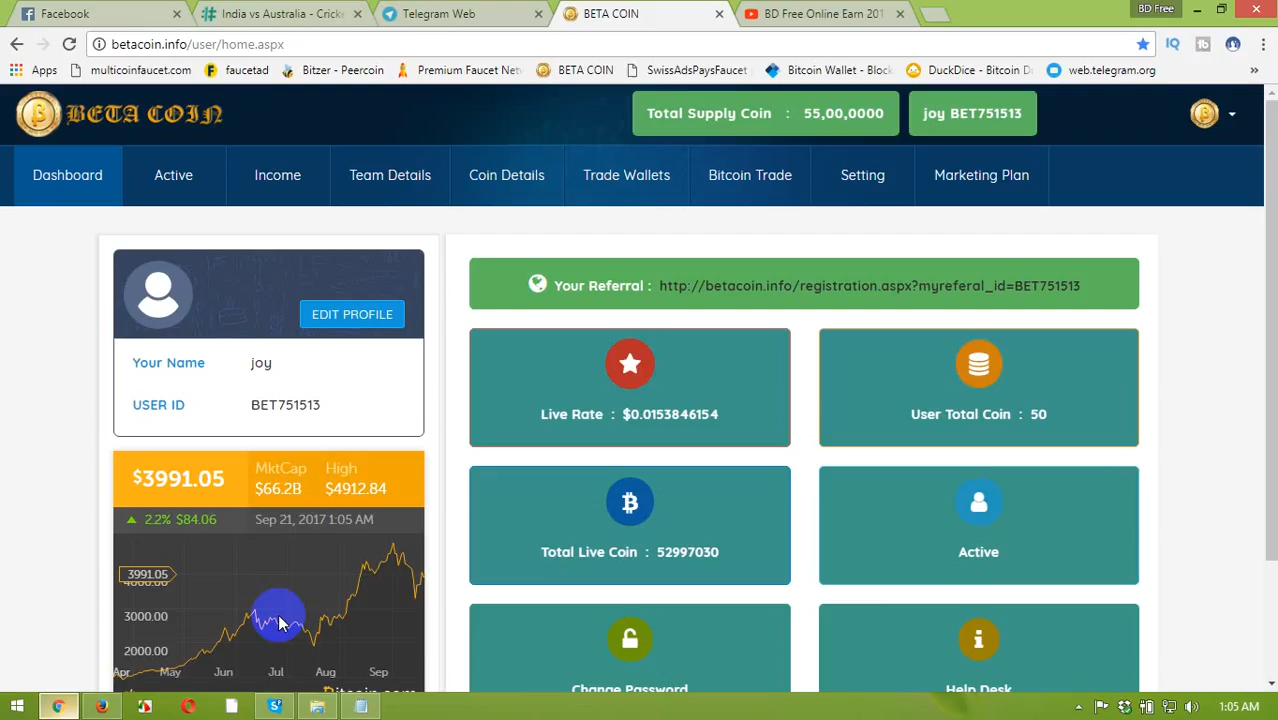 Facebook
India vs Australia - Cricke
Telegram Web
BETA COIN
BD Free Online Earn 201
BD Free
betacoin.info/user/home.aspx
Apps
multicoinfaucet.com
faucetad
Bitzer - Peercoin
Premium Faucet Net
BETA COIN
SwissAdsPaysFaucet
Bitcoin Wallet - Block
DuckDice - Bitcoin D
web.telegram.org
BETA COIN
Total Supply Coin : 55,00,0000
joy BET751513
Dashboard
Active
Income
Team Details
Coin Details
Trade Wallets
Bitcoin Trade
Setting
Marketing Plan
EDIT PROFILE
Your Name joy
USER ID BET751513
Your Referral : http://betacoin.info/registration.aspx?myreferal_id=BET751513
Live Rate : $0.0153846154
User Total Coin : 50
Total Live Coin : 52997030
Active
Change Password
Help Desk
$3991.05
MktCap
$66.2B
High
$4912.84
2.2% $84.06
Sep 21, 2017 1:05 AM
3991.05
4000.00
3000.00
2000.00
Apr May Jun Jul Aug Sep
Bitcoin.com
1:05 AM